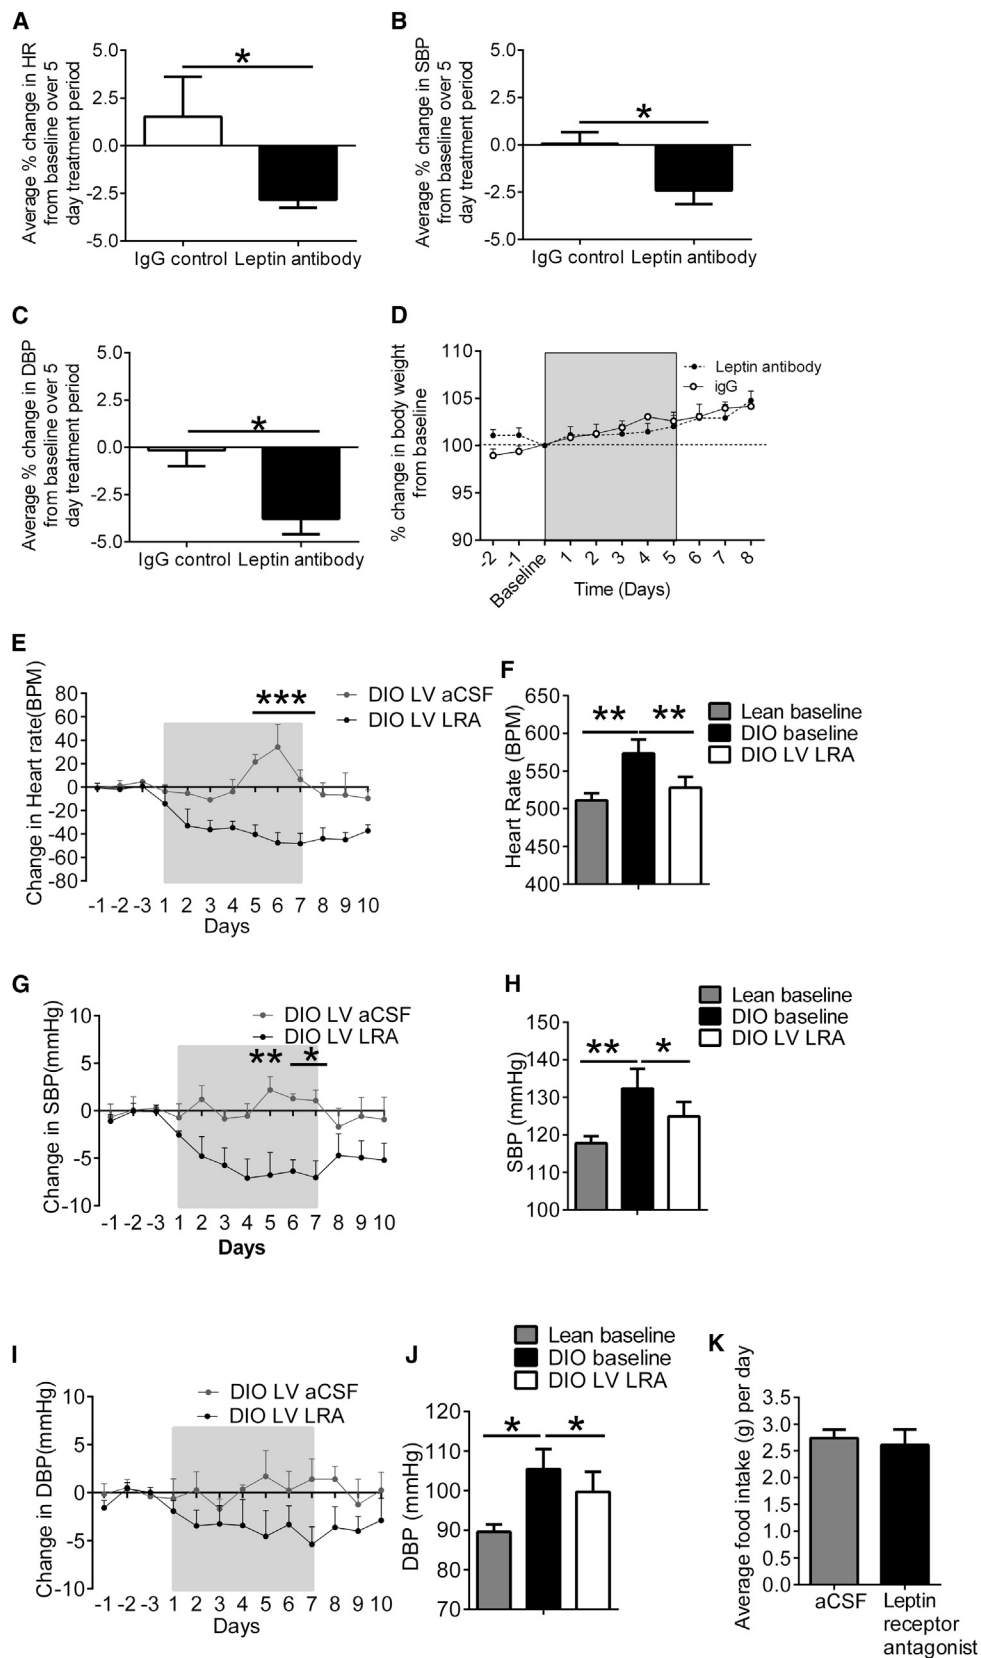 A
Average % change in HR
from baseline over 5
day treatment period
5.0
2.5
0.0
-2.5
-5.0
*
IgG control Leptin antibody
B
Average % change in SBP
from baseline over 5
day treatment period
5.0
2.5
0.0
-2.5
-5.0
*
IgG control Leptin antibody
C
Average % change in DBP
from baseline over 5
day treatment period
5.0
2.5
0.0
-2.5
-5.0
*
IgG control Leptin antibody
D
% change in body weight
from baseline
110
105
100
95
90
Leptin antibody
igG
-2 -1 Baseline 1 2 3 4 5 6 7 8
Time (Days)
E
Change in Heart rate(BPM)
80
60
40
20
0
-20
-40
-60
-80
***
DIO LV aCSF
DIO LV LRA
-1 -2 -3 1 2 3 4 5 6 7 8 9 10
Days
F
Heart Rate (BPM)
650
600
550
500
450
400
** **
Lean baseline
DIO baseline
DIO LV LRA
G
Change in SBP(mmHg)
10
5
0
-5
-10
DIO LV aCSF
DIO LV LRA
** *
-1 -2 -3 1 2 3 4 5 6 7 8 9 10
Days
H
SBP (mmHg)
150
140
130
120
110
100
** *
Lean baseline
DIO baseline
DIO LV LRA
I
Change in DBP(mmHg)
10
5
0
-5
-10
DIO LV aCSF
DIO LV LRA
-1 -2 -3 1 2 3 4 5 6 7 8 9 10
Days
J
Lean baseline
DIO baseline
DIO LV LRA
DBP (mmHg)
120
110
100
90
80
70
* *
K
Average food intake (g) per day
3.5
3.0
2.5
2.0
1.5
1.0
0.5
0.0
aCSF
Leptin
receptor
antagonist